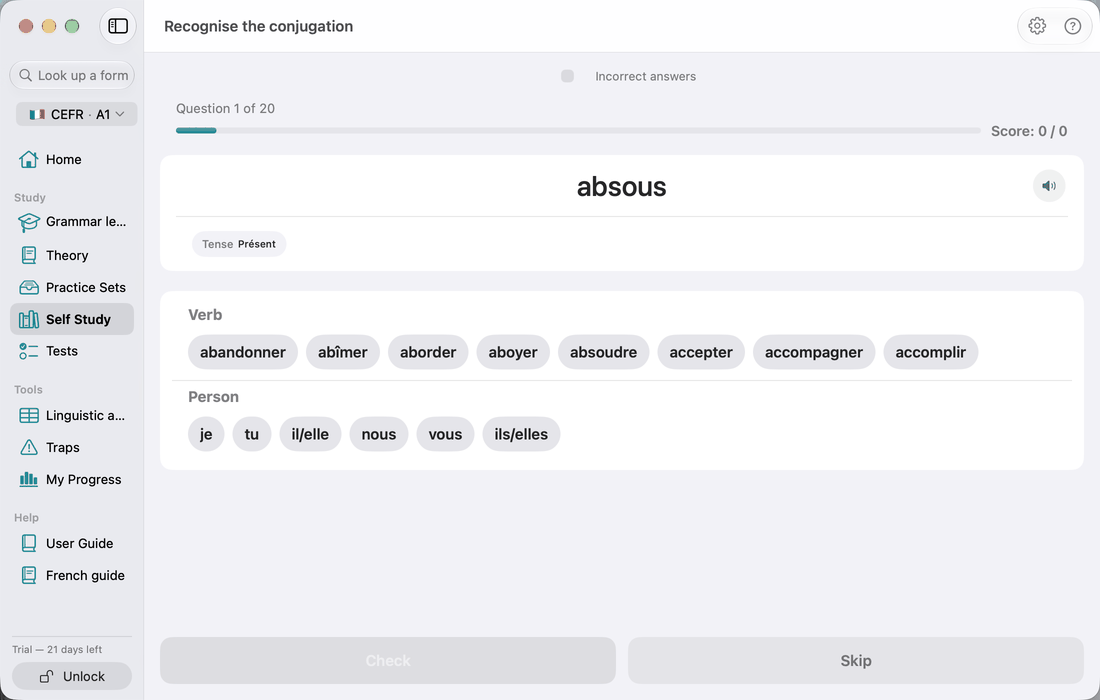 Recognise the conjugation
Look up a form
CEFR · A1
Home
Study
Grammar le...
Theory
Practice Sets
Self Study
Tests
Tools
Linguistic a...
Traps
My Progress
Help
User Guide
French guide
Trial — 21 days left
Unlock
Incorrect answers
Question 1 of 20
Score: 0 / 0
absous
Tense Présent
Verb
abandonner abîmer aborder aboyer absoudre accepter accompagner accomplir
Person
je tu il/elle nous vous ils/elles
Check Skip